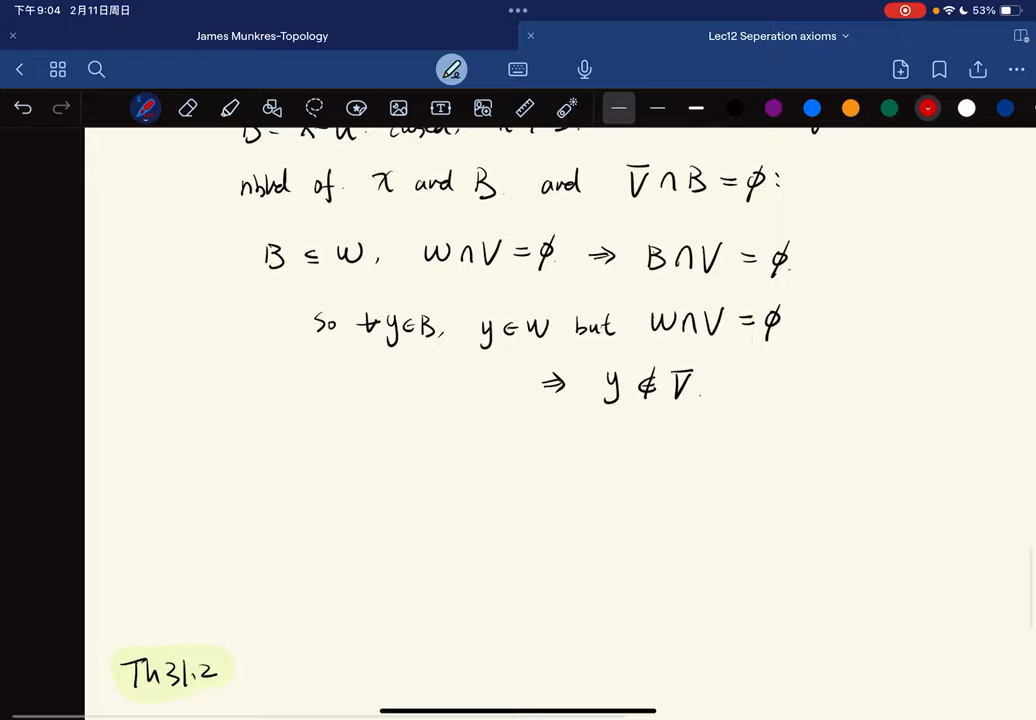 下午9:04 2月11日周日
53%
James Munkres-Topology
Lec12 Seperation axioms
nbhd of x and B. and V̅ ∩ B = ∅:
B ⊆ W, W ∩ V = ∅ ⇒ B ∩ V = ∅.
So ∀y∈B, y ∈ W but W ∩ V = ∅
⇒ y ∉ V̅.
Th31.2